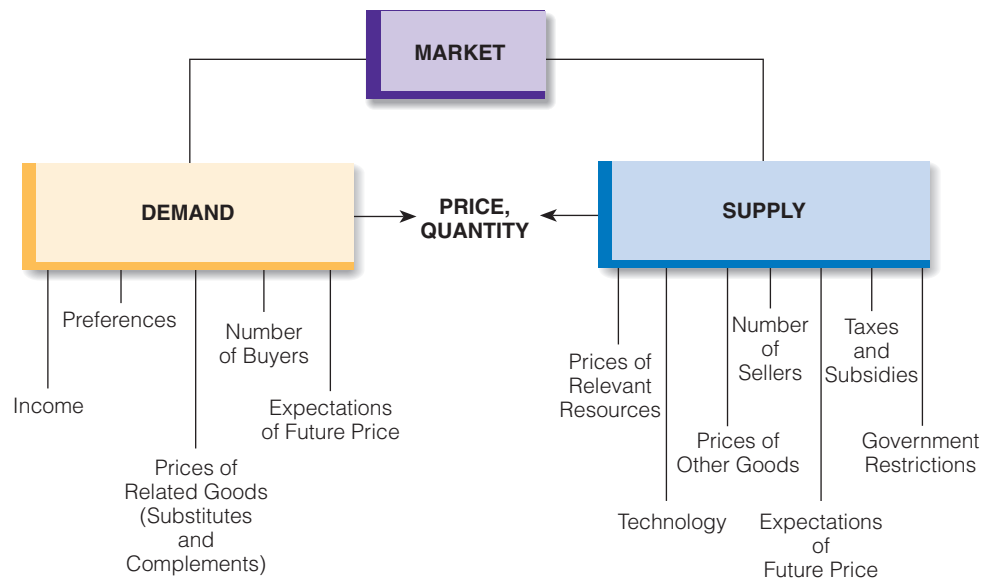 MARKET
DEMAND
PRICE,
QUANTITY
SUPPLY
Income
Preferences
Prices of
Related Goods
(Substitutes
and
Complements)
Number
of Buyers
Expectations
of Future Price
Prices of
Relevant
Resources
Technology
Prices of
Other Goods
Number
of
Sellers
Expectations
of
Future Price
Taxes
and
Subsidies
Government
Restrictions